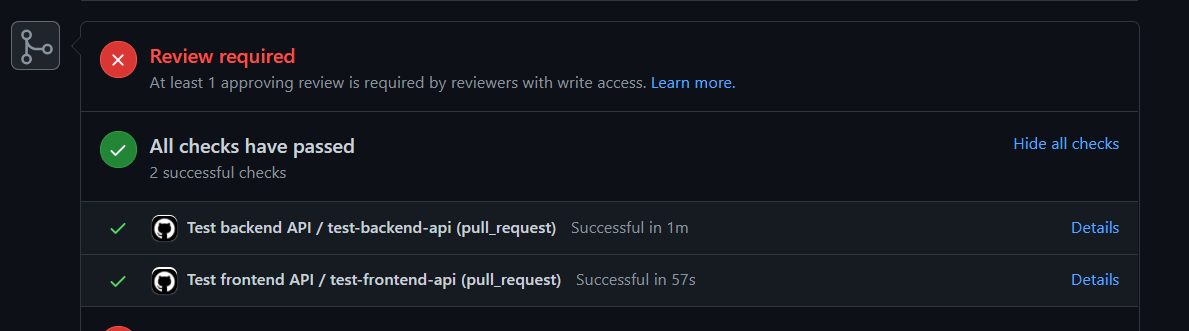 Review required
At least 1 approving review is required by reviewers with write access. Learn more.
All checks have passed
Hide all checks
2 successful checks
Test backend API / test-backend-api (pull_request) Successful in 1m Details
Test frontend API / test-frontend-api (pull_request) Successful in 57s Details